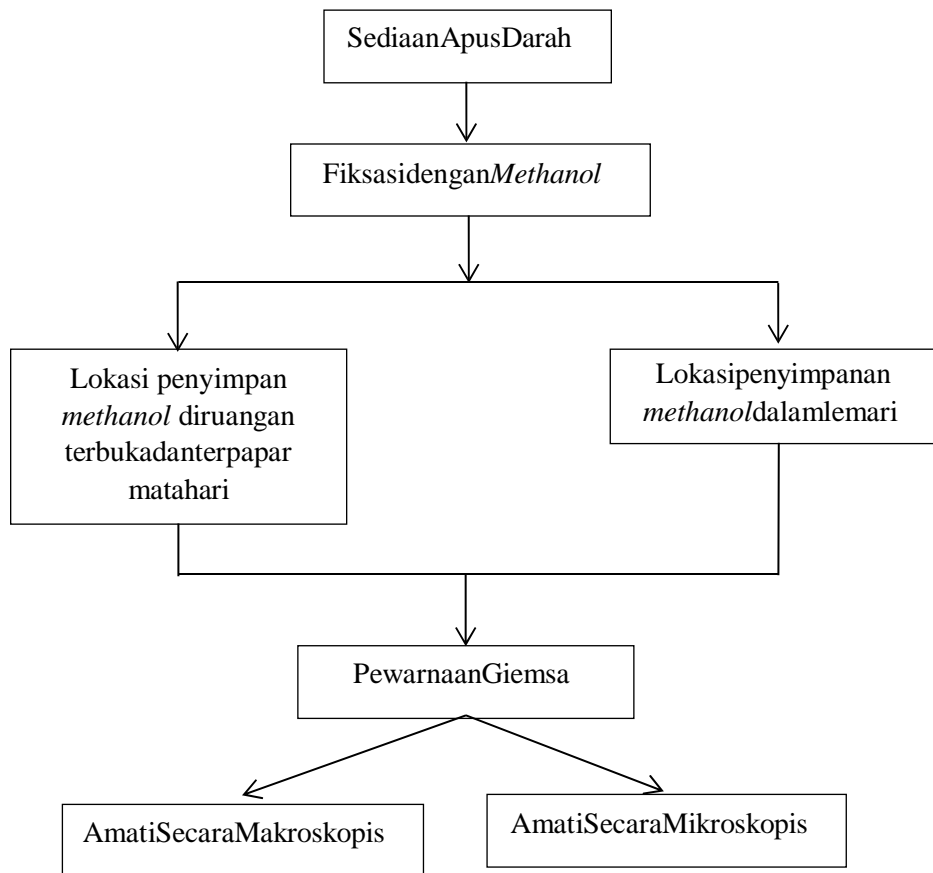 SediaanApusDarah
FiksasidenganMethanol
Lokasi penyimpan
methanol diruangan
terbukadanterpapar
matahari
Lokasipenyimpanan
methanoldalamlemari
PewarnaanGiemsa
AmatiSecaraMakroskopis
AmatiSecaraMikroskopis